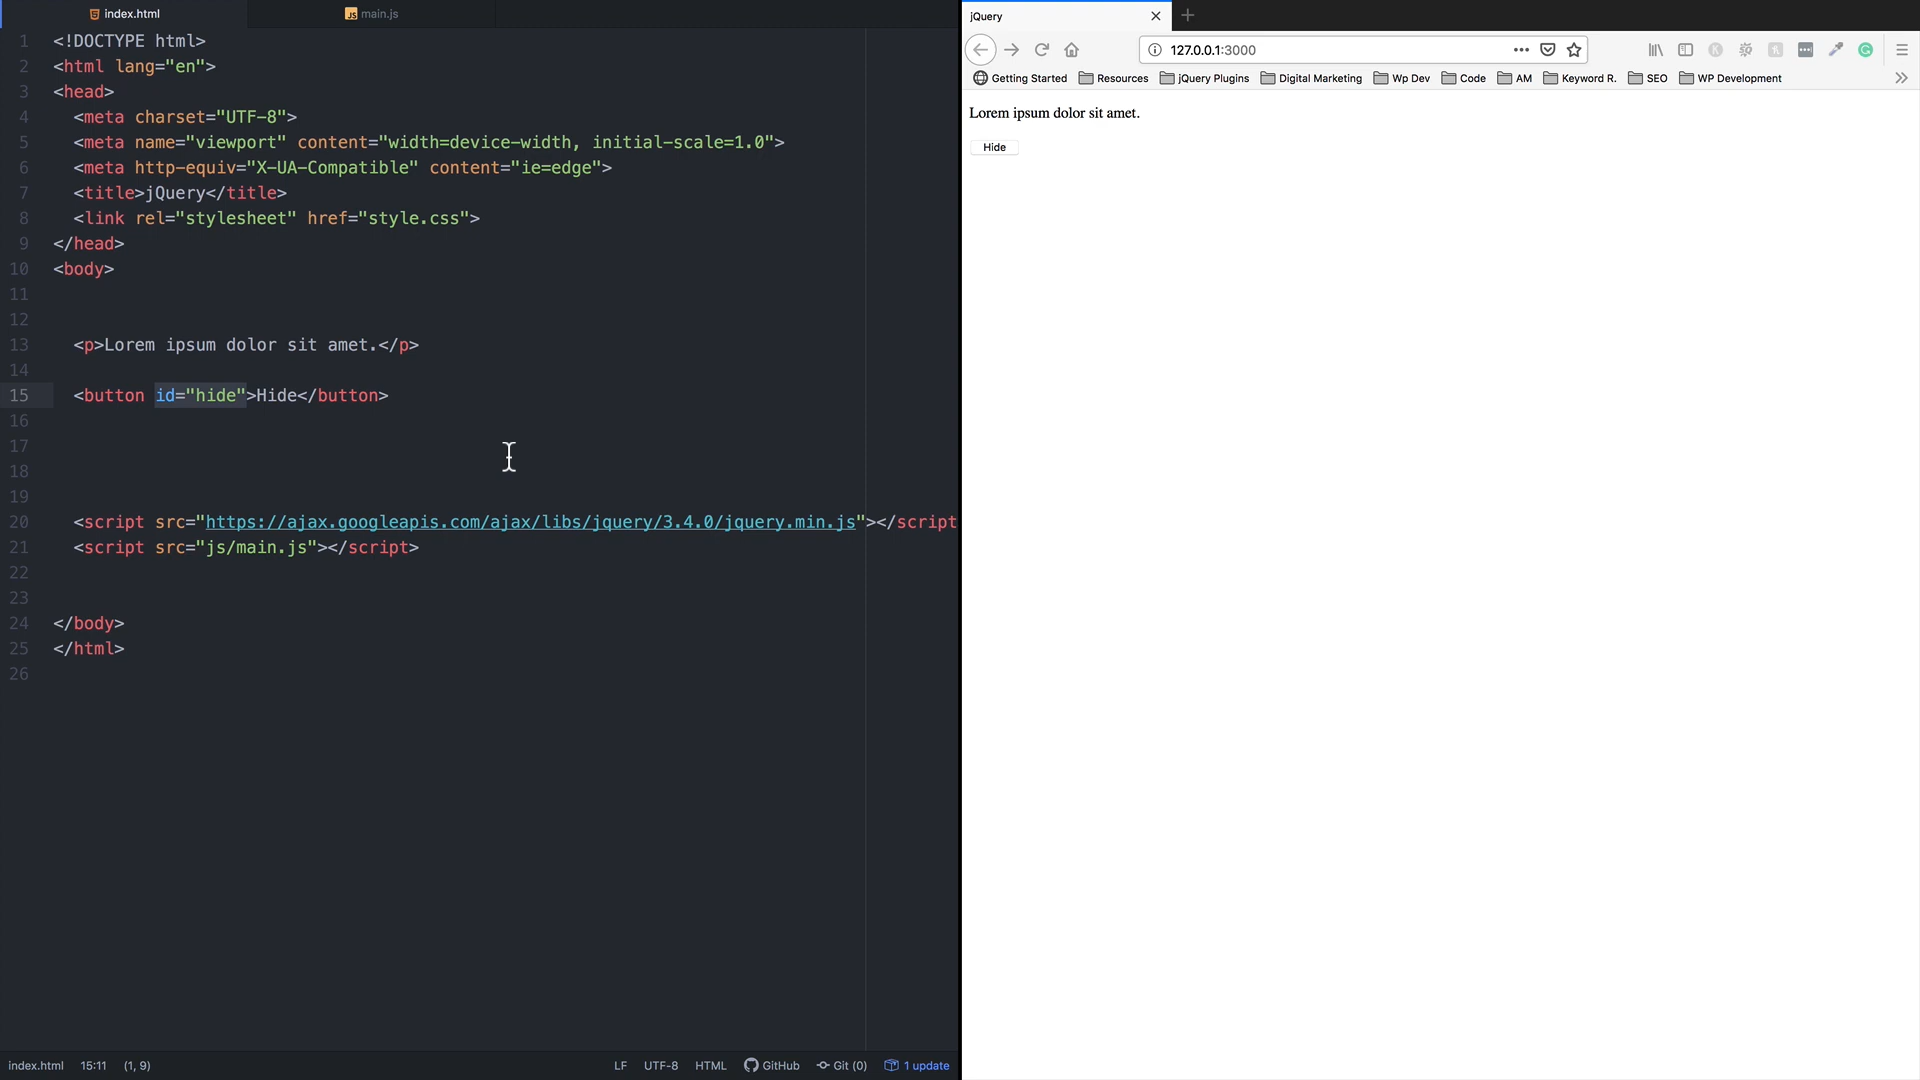 index.html
main.js
1 <!DOCTYPE html>
2 <html lang="en">
3 <head>
4 <meta charset="UTF-8">
5 <meta name="viewport" content="width=device-width, initial-scale=1.0">
6 <meta http-equiv="X-UA-Compatible" content="ie=edge">
7 <title>jQuery</title>
8 <link rel="stylesheet" href="style.css">
9 </head>
10 <body>
11
12
13 <p>Lorem ipsum dolor sit amet.</p>
14
15 <button id="hide">Hide</button>
16
17
18
19
20 <script src="https://ajax.googleapis.com/ajax/libs/jquery/3.4.0/jquery.min.js"></script
21 <script src="js/main.js"></script>
22
23
24 </body>
25 </html>
26
index.html 15:11 (1, 9) LF UTF-8 HTML GitHub Git (0) 1 update
jQuery
127.0.0.1:3000
Getting Started Resources jQuery Plugins Digital Marketing Wp Dev Code AM Keyword R. SEO WP Development
Lorem ipsum dolor sit amet.
Hide